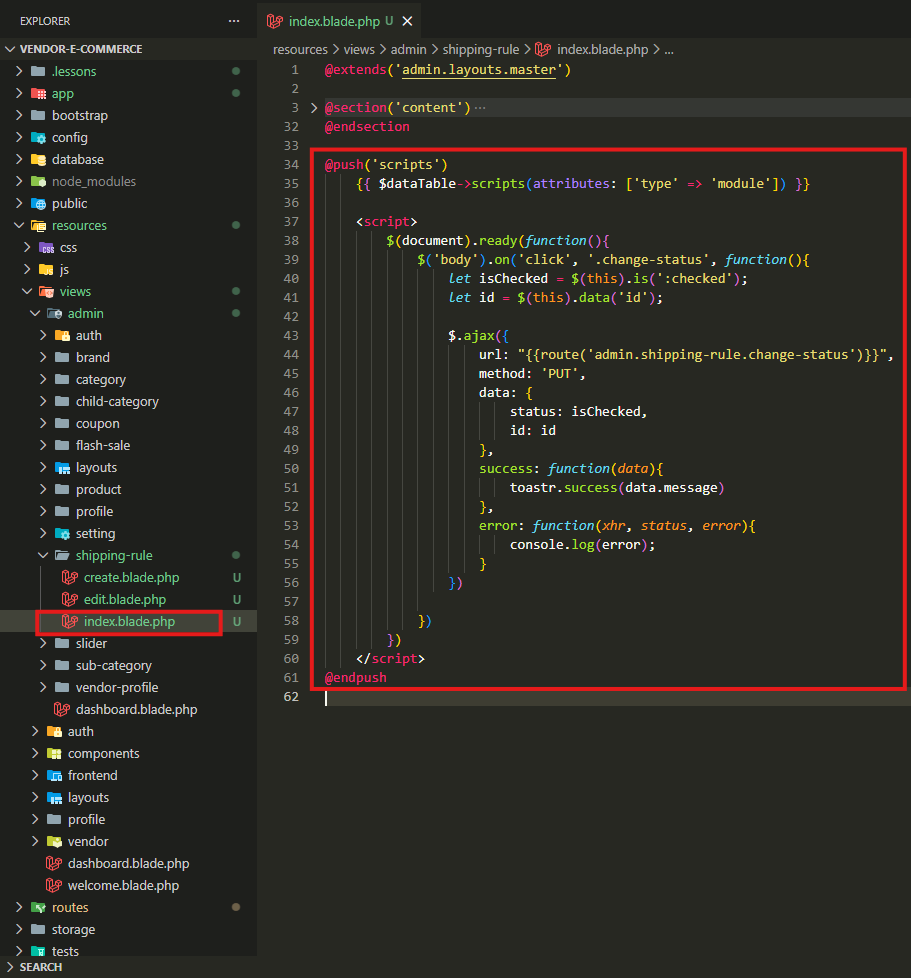 EXPLORER
...
VENDOR-E-COMMERCE
.lessons
app
bootstrap
config
database
node_modules
public
resources
css
js
views
admin
auth
brand
category
child-category
coupon
flash-sale
layouts
product
profile
setting
shipping-rule
create.blade.php U
edit.blade.php U
index.blade.php U
slider
sub-category
vendor-profile
dashboard.blade.php
auth
components
frontend
layouts
profile
vendor
dashboard.blade.php
welcome.blade.php
routes
storage
tests
SEARCH
index.blade.php U
resources > views > admin > shipping-rule > index.blade.php > ...
1 @extends('admin.layouts.master')
2
3 @section('content') ...
32 @endsection
33
34 @push('scripts')
35 {{ $dataTable->scripts(attributes: ['type' => 'module']) }}
36
37 <script>
38 $(document).ready(function(){
39 $('body').on('click', '.change-status', function(){
40 let isChecked = $(this).is(':checked');
41 let id = $(this).data('id');
42
43 $.ajax({
44 url: "{{route('admin.shipping-rule.change-status')}}",
45 method: 'PUT',
46 data: {
47 status: isChecked,
48 id: id
49 },
50 success: function(data){
51 toastr.success(data.message)
52 },
53 error: function(xhr, status, error){
54 console.log(error);
55 }
56 })
57
58 })
59 })
60 </script>
61 @endpush
62